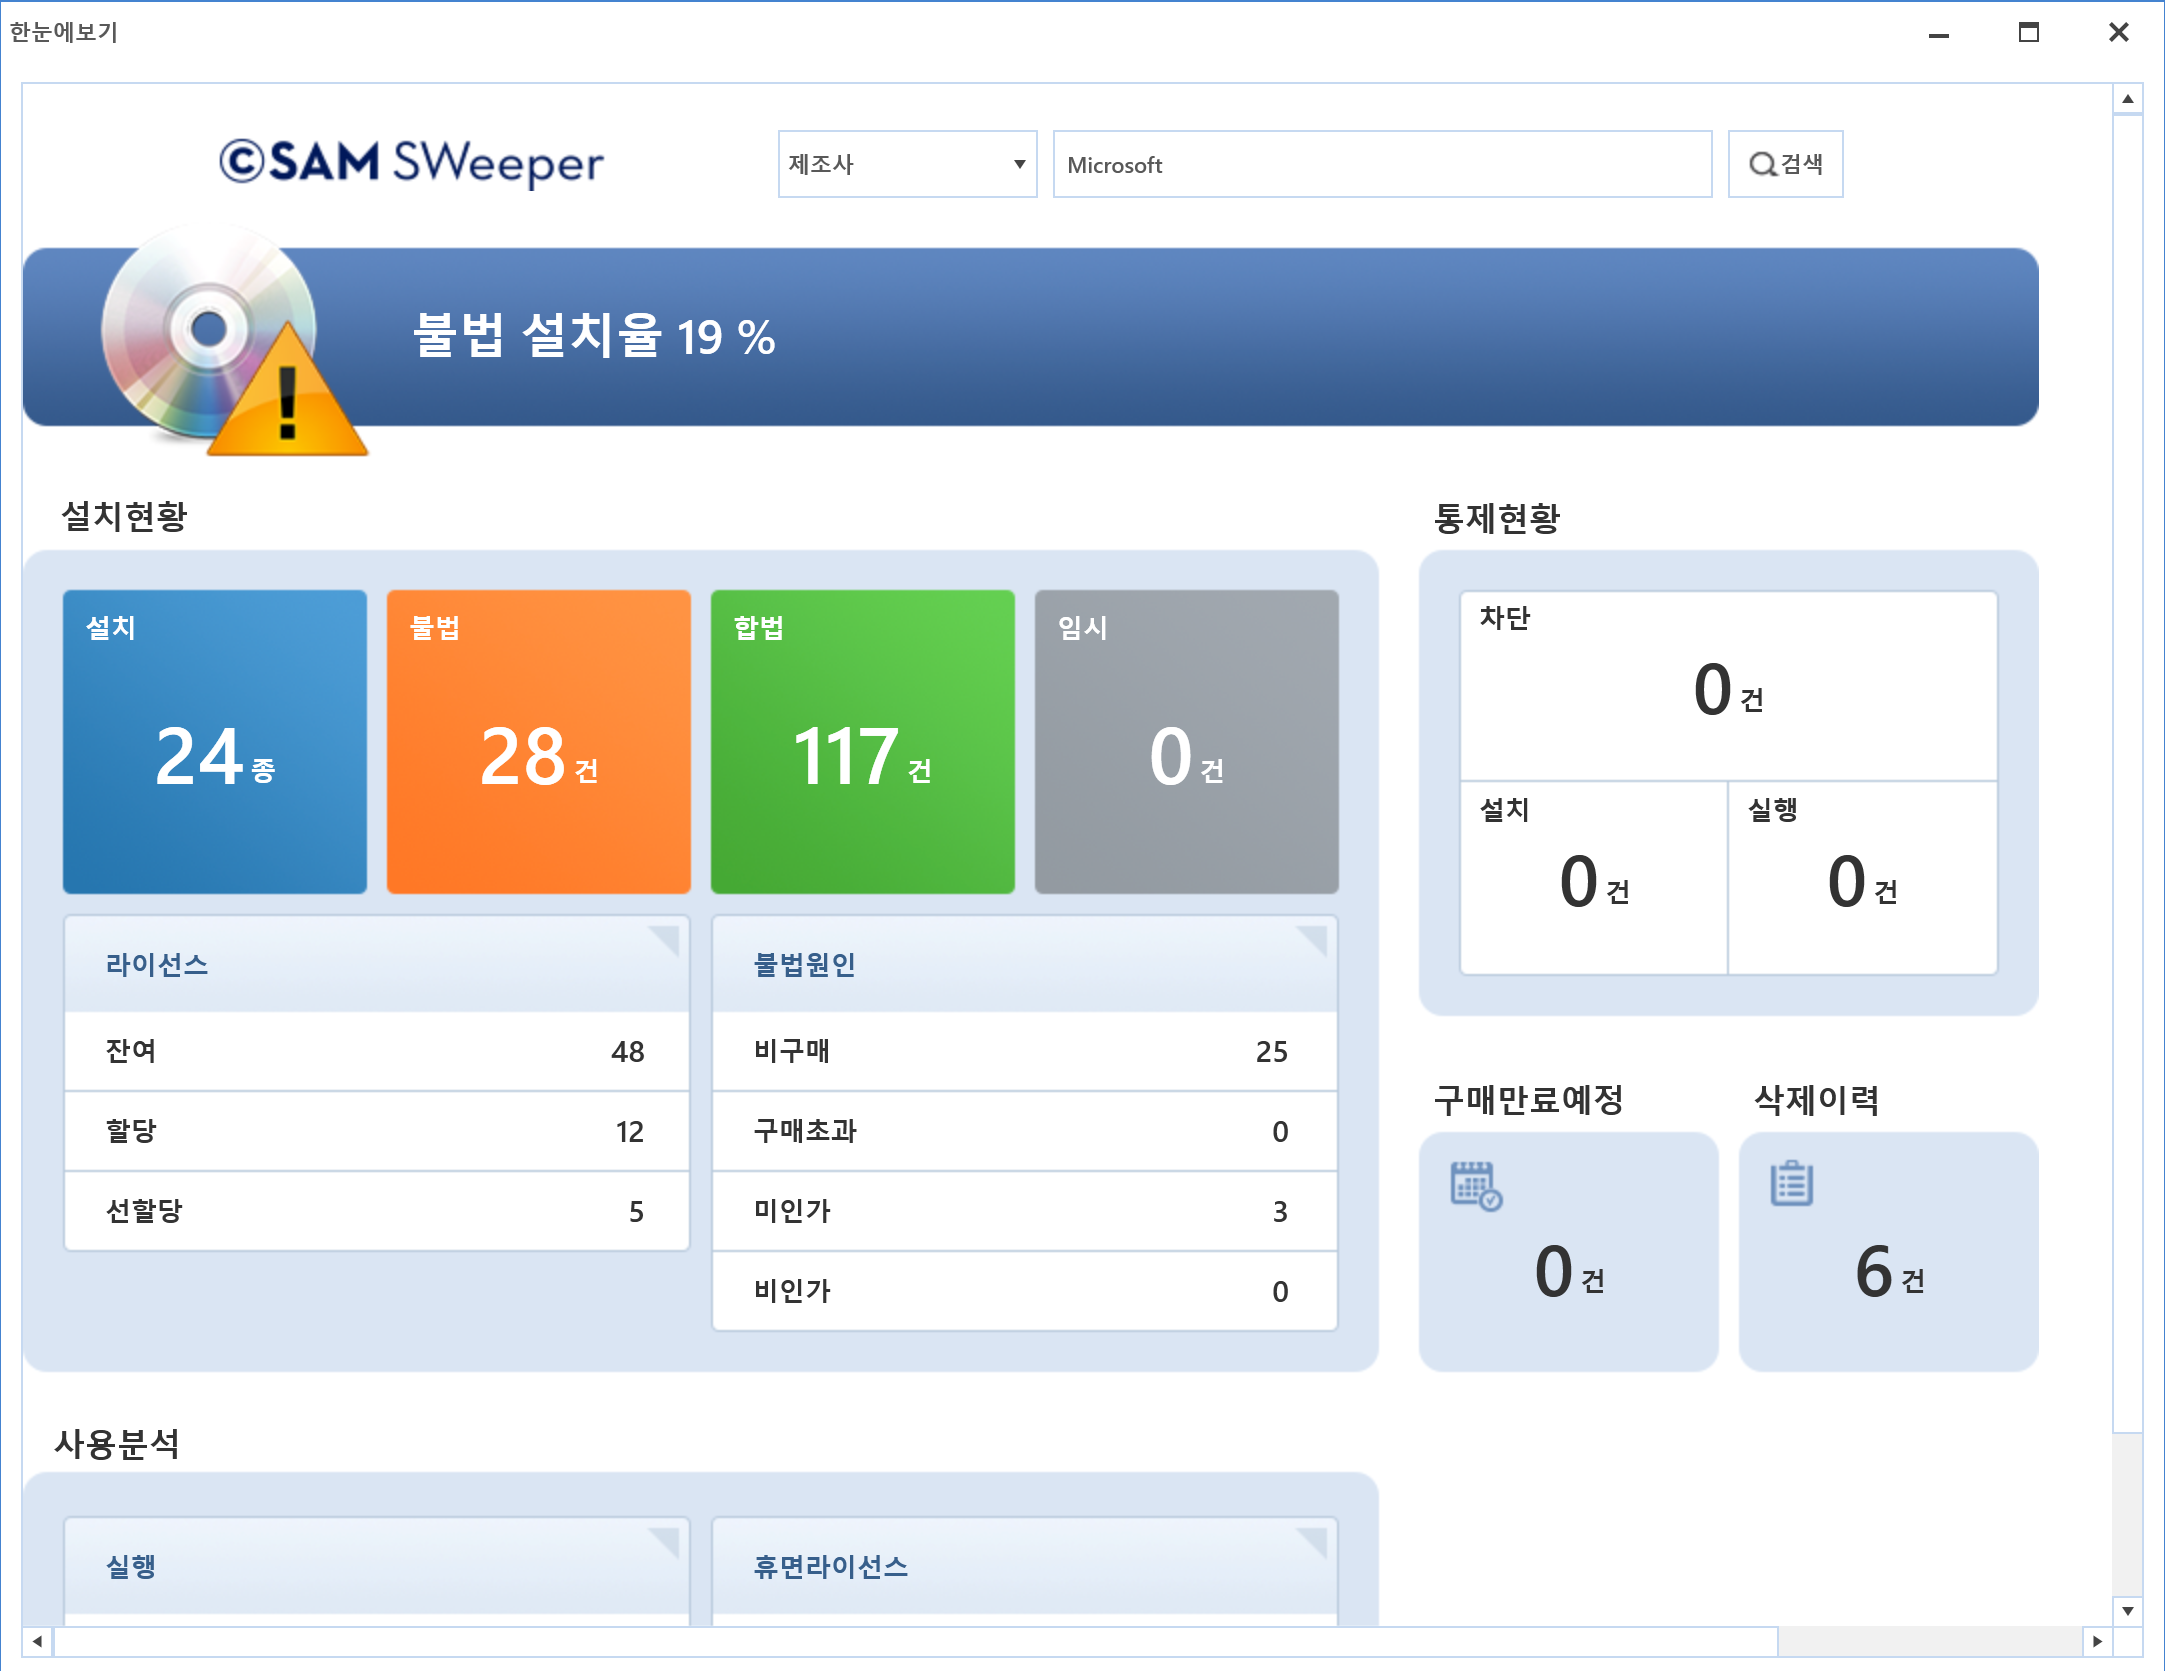 한눈에보기
©SAM SWeeper
제조사
Microsoft
검색
불법 설치율 19 %
설치현황
설치
24 종
불법
28 건
합법
117 건
임시
0 건
라이선스
잔여 48
할당 12
선할당 5
불법원인
비구매 25
구매초과 0
미인가 3
비인가 0
통제현황
차단
0 건
설치
0 건
실행
0 건
구매만료예정
0 건
삭제이력
6 건
사용분석
실행
휴면라이선스